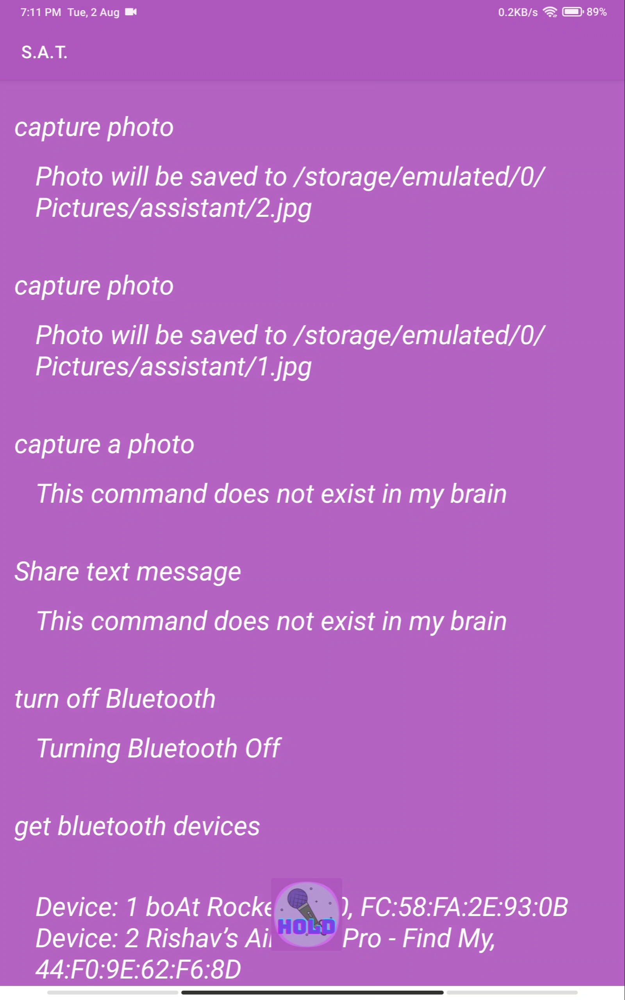 7:11 PM Tue, 2 Aug 0.2KB/s 89%
S.A.T.
capture photo
Photo will be saved to /storage/emulated/0/
Pictures/assistant/2.jpg
capture photo
Photo will be saved to /storage/emulated/0/
Pictures/assistant/1.jpg
capture a photo
This command does not exist in my brain
Share text message
This command does not exist in my brain
turn off Bluetooth
Turning Bluetooth Off
get bluetooth devices
Device: 1 boAt FC:58:FA:2E:93:0B
HOLD
Device: 2 Rishav’s Pro - Find My,
44:F0:9E:62:F6:8D